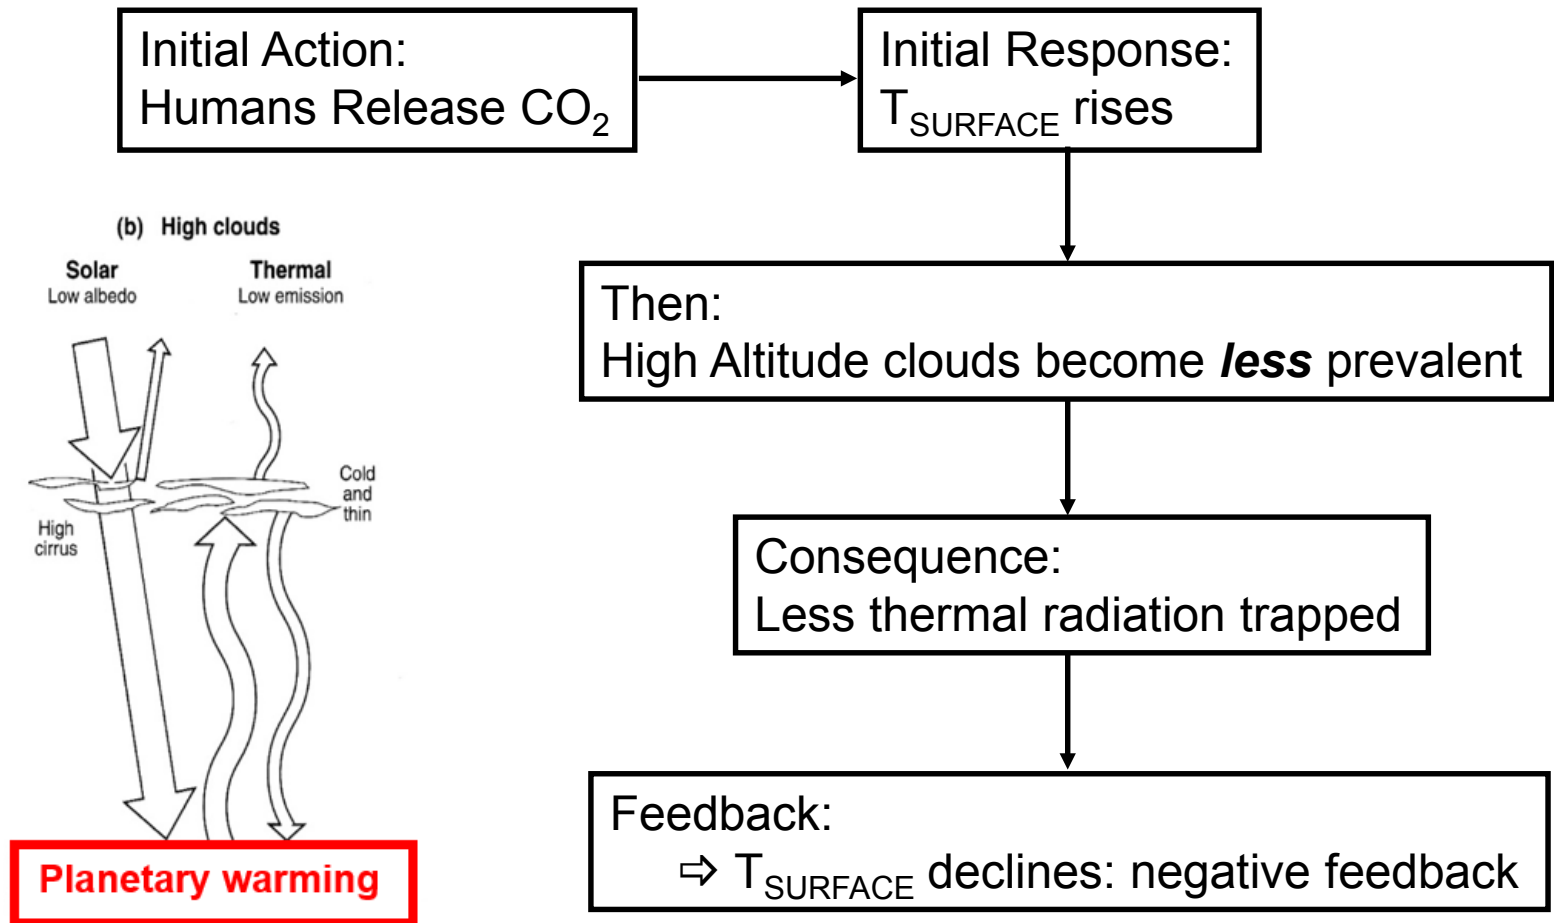 Initial Action:
Humans Release CO₂
Initial Response:
T_SURFACE rises
(b) High clouds
Solar
Low albedo
Thermal
Low emission
Cold
and
thin
High
cirrus
Planetary warming
Then:
High Altitude clouds become less prevalent
Consequence:
Less thermal radiation trapped
Feedback:
⇨ T_SURFACE declines: negative feedback